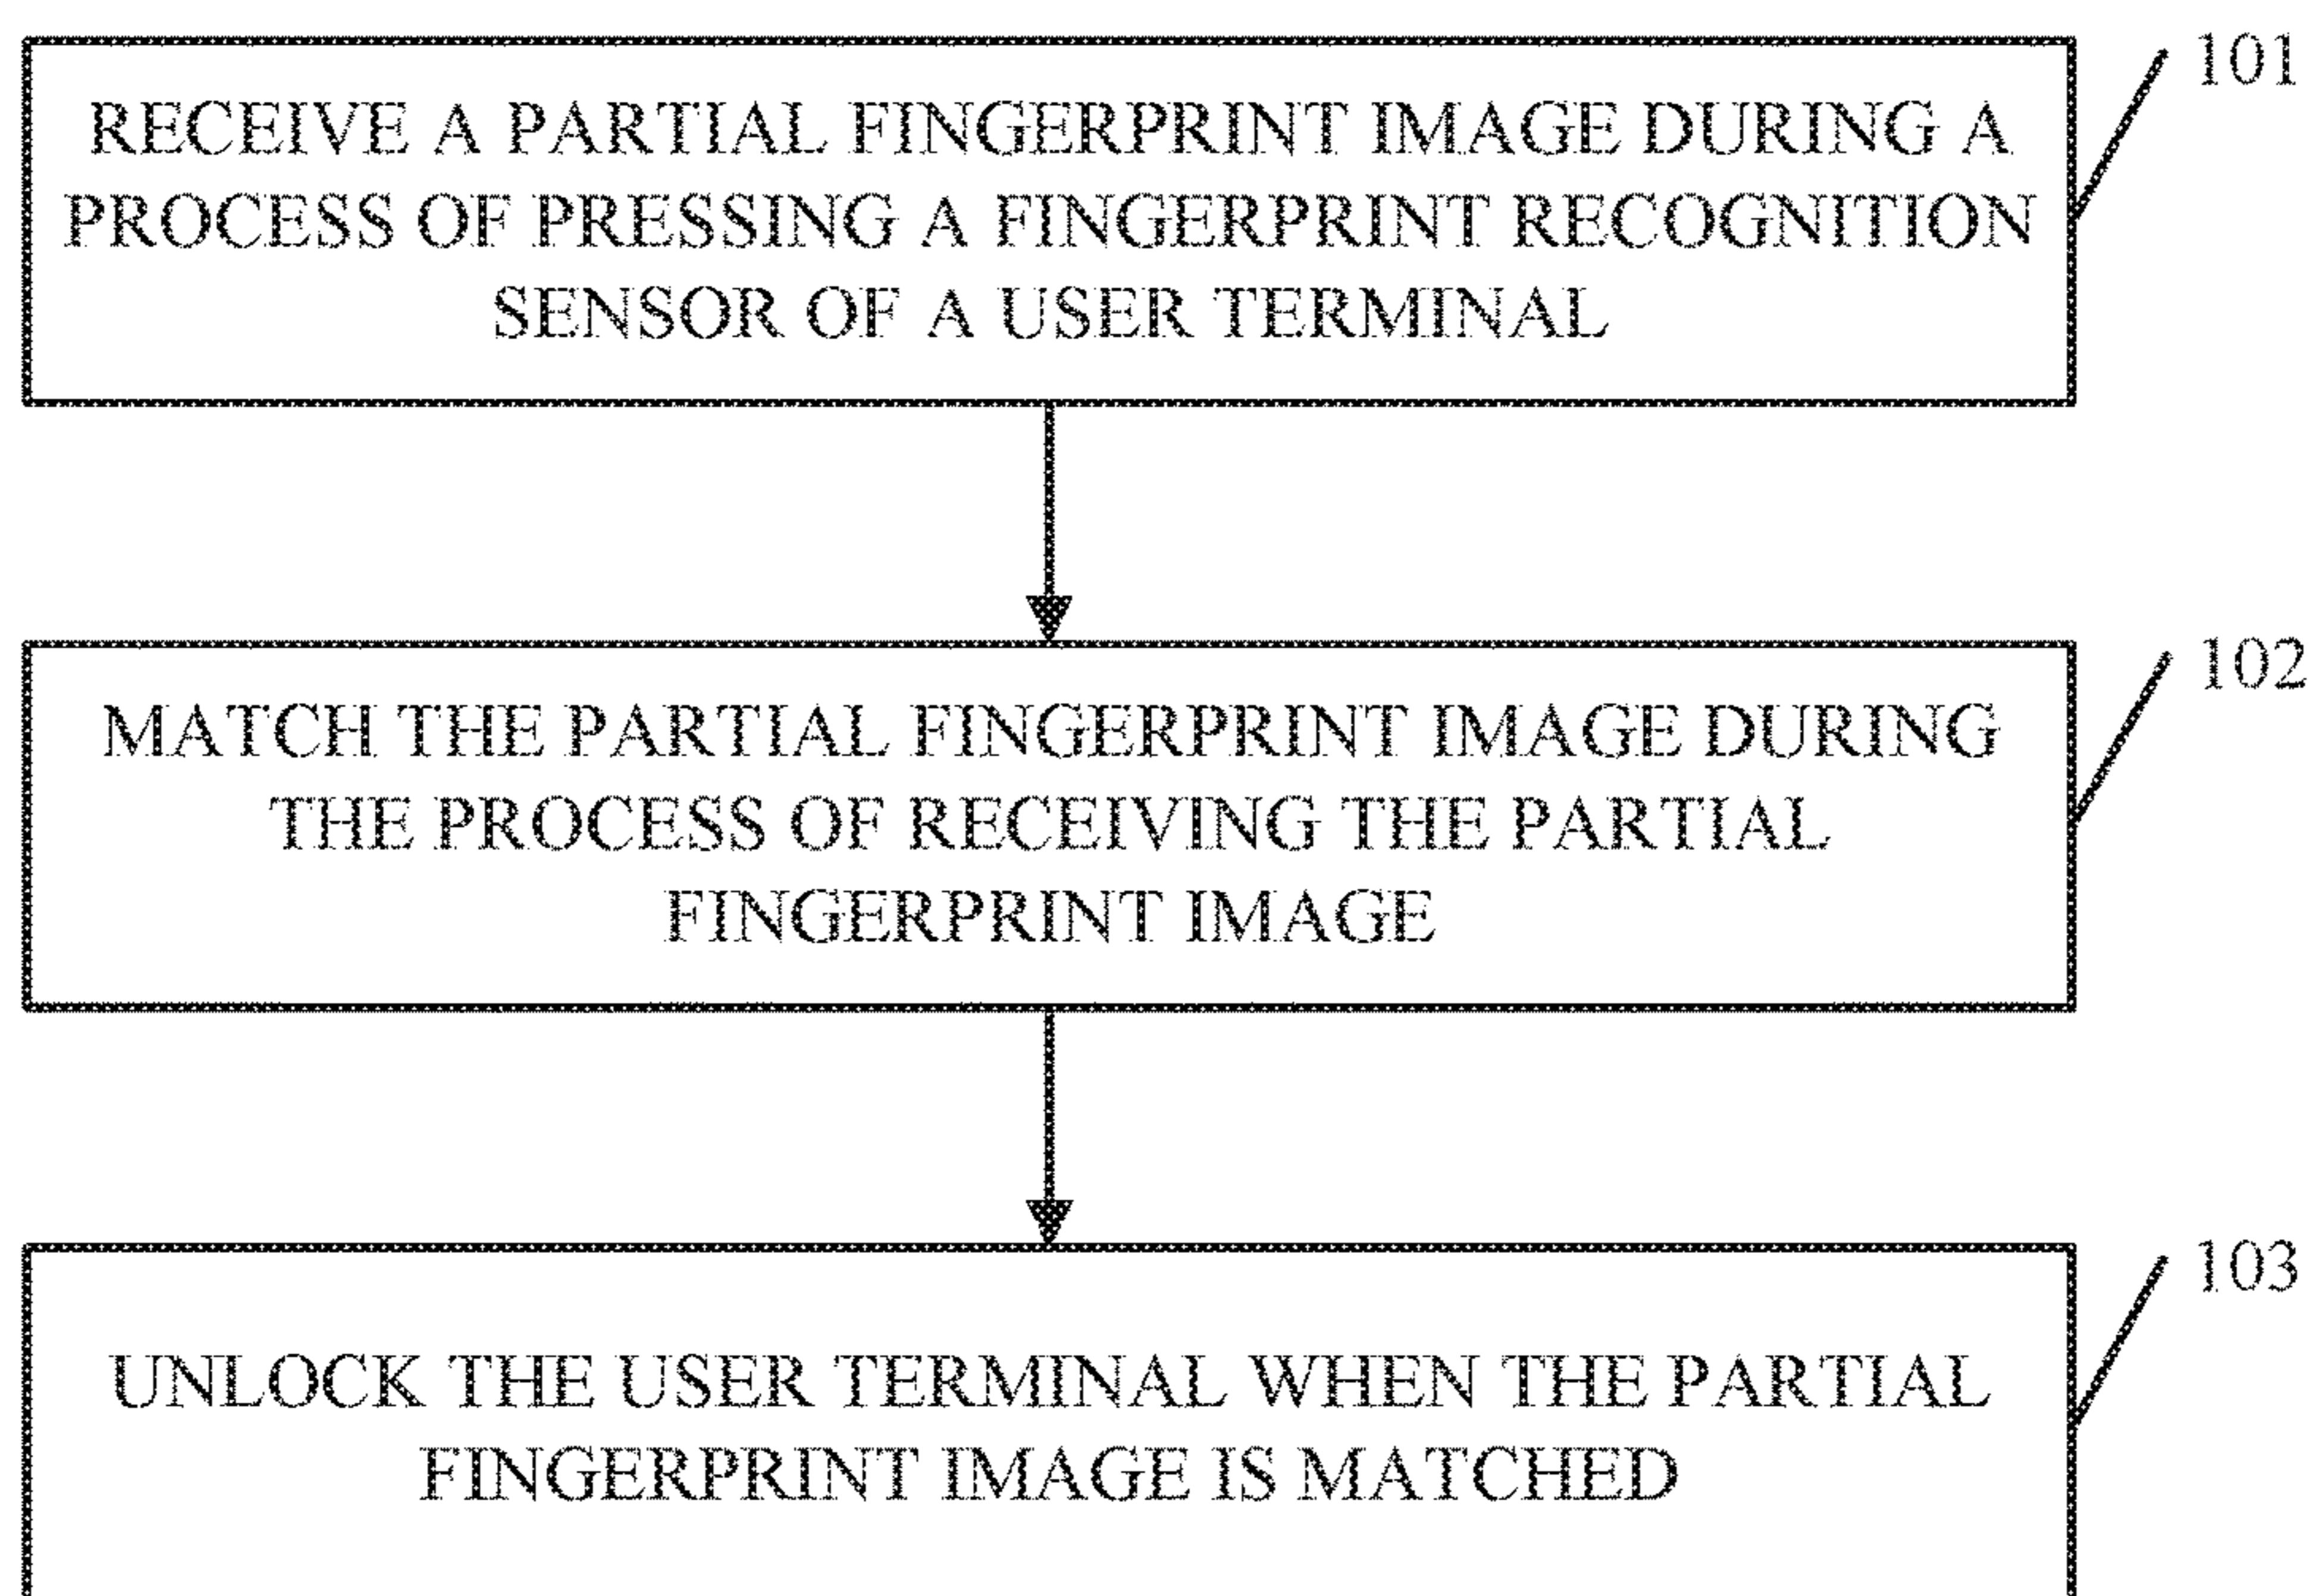 101
RECEIVE A PARTIAL FINGERPRINT IMAGE DURING A
PROCESS OF PRESSING A FINGERPRINT RECOGNITION
SENSOR OF A USER TERMINAL
102
MATCH THE PARTIAL FINGERPRINT IMAGE DURING
THE PROCESS OF RECEIVING THE PARTIAL
FINGERPRINT IMAGE
103
UNLOCK THE USER TERMINAL WHEN THE PARTIAL
FINGERPRINT IMAGE IS MATCHED